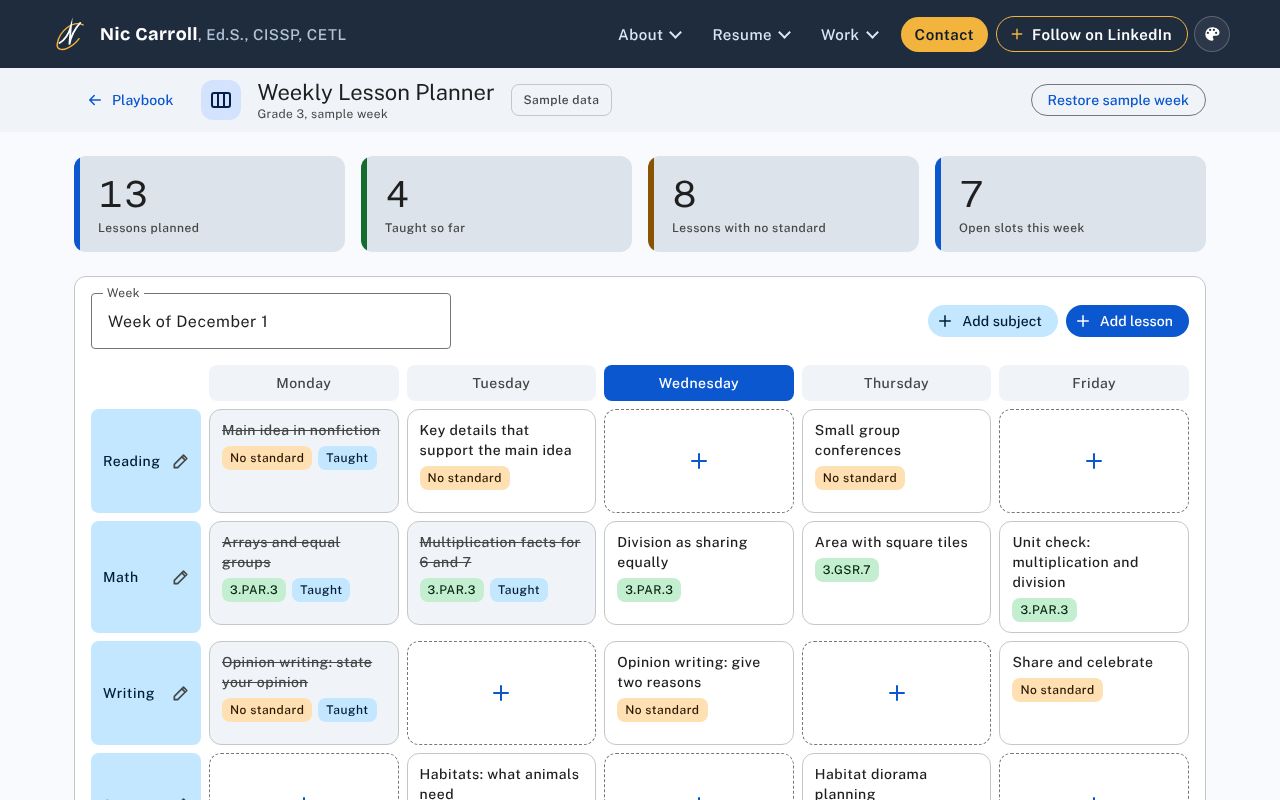 Nic Carroll, Ed.S., CISSP, CETL
About
Resume
Work
Contact
+ Follow on LinkedIn
← Playbook
Weekly Lesson Planner
Grade 3, sample week
Sample data
Restore sample week
13
Lessons planned
4
Taught so far
8
Lessons with no standard
7
Open slots this week
Week
Week of December 1
+ Add subject
+ Add lesson
Monday
Tuesday
Wednesday
Thursday
Friday
Reading
Main idea in nonfiction
No standard
Taught
Key details that
support the main idea
No standard
+
Small group
conferences
No standard
+
Math
Arrays and equal
groups
3.PAR.3
Taught
Multiplication facts for
6 and 7
3.PAR.3
Taught
Division as sharing
equally
3.PAR.3
Area with square tiles
3.GSR.7
Unit check:
multiplication and
division
3.PAR.3
Writing
Opinion writing: state
your opinion
No standard
Taught
+
Opinion writing: give
two reasons
No standard
+
Share and celebrate
No standard
Habitats: what animals
need
Habitat diorama
planning